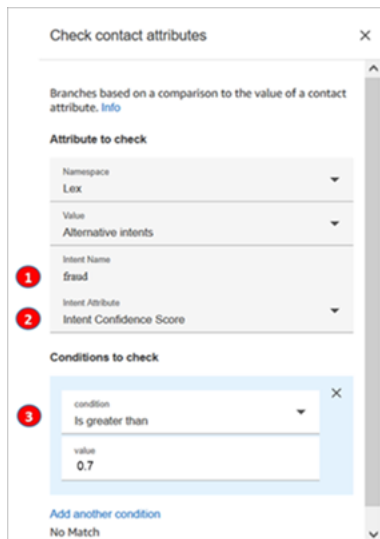 Check contact attributes
Branches based on a comparison to the value of a contact
attribute. Info
Attribute to check
Namespace
Lex
Value
Alternative intents
Intent Name
1 fraud
Intent Attribute
2 Intent Confidence Score
Conditions to check
condition
3 Is greater than
value
0.7
Add another condition
No Match